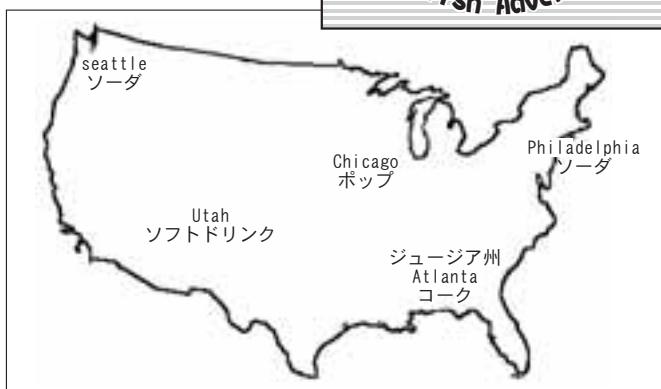 seattle
ソーダ
Chicago
ポップ
Philadelphia
ソーダ
Utah
ソフトドリンク
ジュージア州
Atlanta
コーク